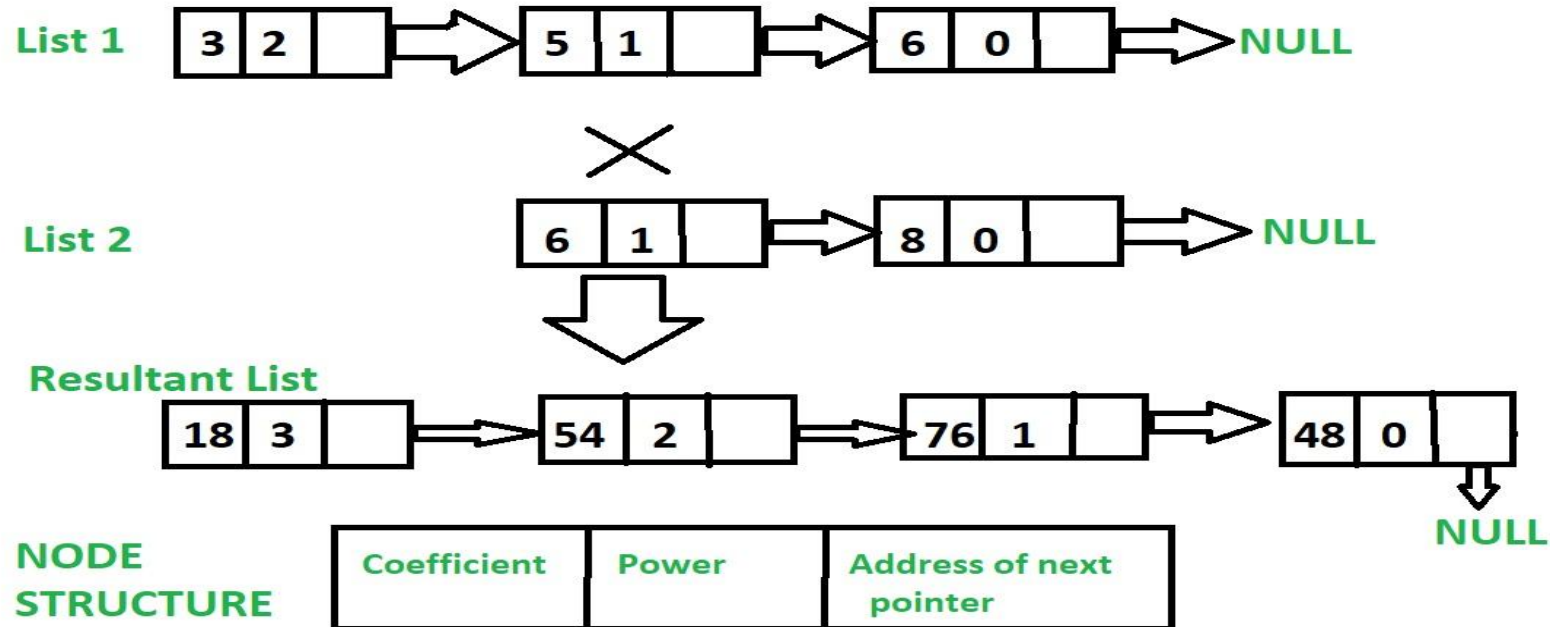 List 1 3 2 5 1 6 0 NULL
List 2 6 1 8 0 NULL
Resultant List
18 3 54 2 76 1 48 0
NULL
NODE STRUCTURE Coefficient Power Address of next pointer